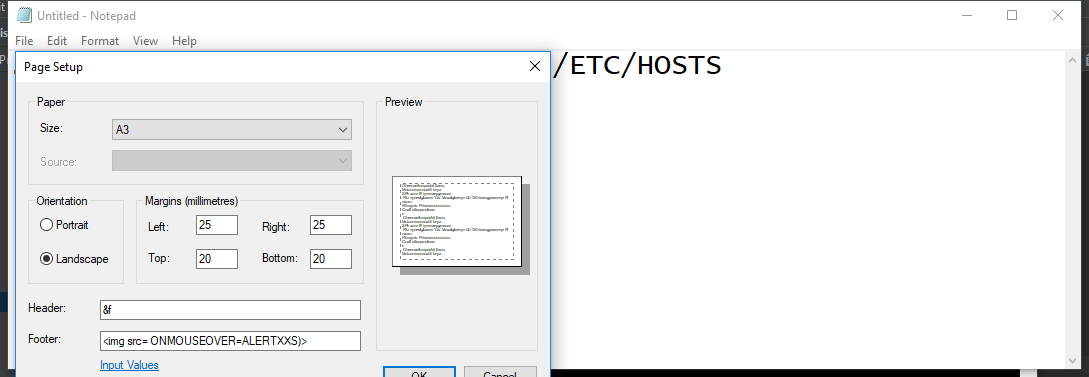 Untitled - Notepad
File Edit Format View Help
/ETC/HOSTS
Page Setup
Paper
Size: A3
Source:
Orientation
Portrait
Landscape
Margins (millimetres)
Left: 25 Right: 25
Top: 20 Bottom: 20
Preview
Header: &f
Footer: <img src= ONMOUSEOVER=ALERTXXS)>
Input Values
OK Cancel